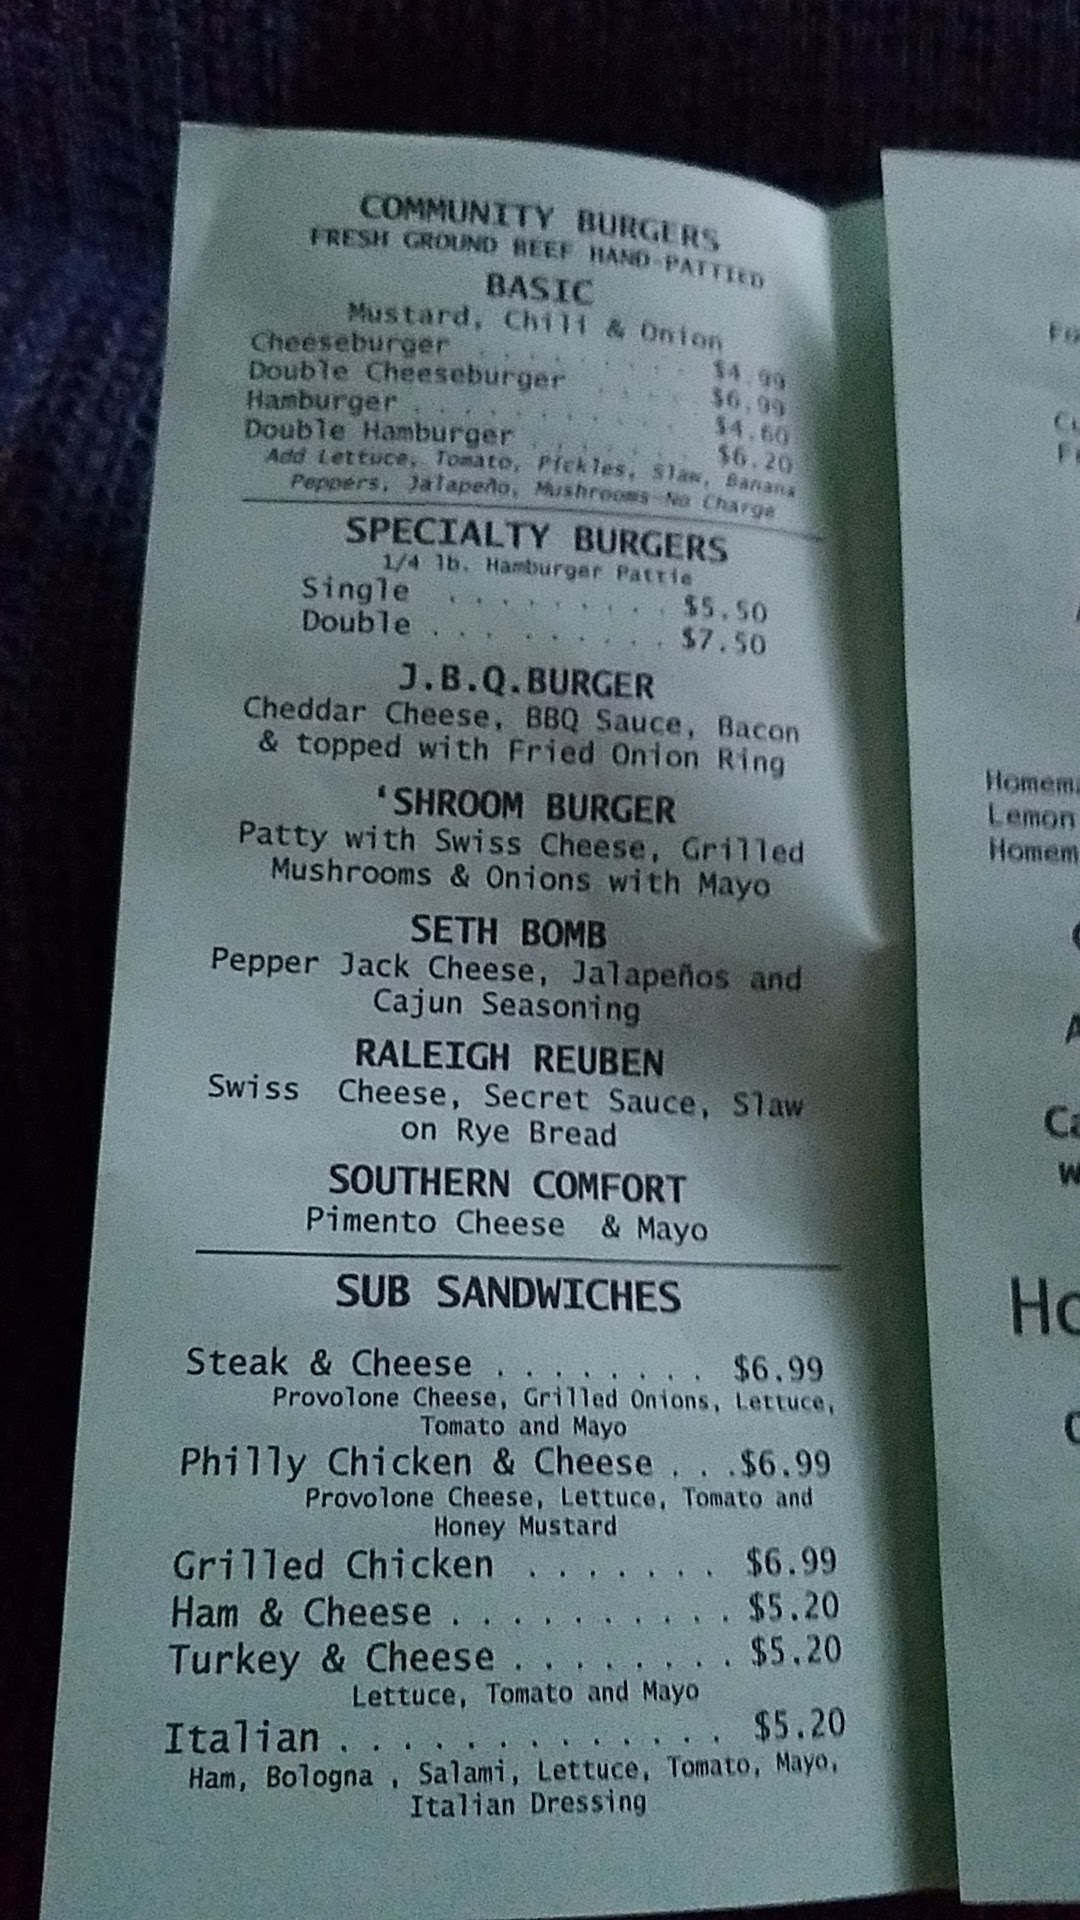 COMMUNITY BURGERS
FRESH GROUND BEEF HAND-PATTIED
BASIC
Mustard, Chili & Onion
Cheeseburger . . . . . . . . $4.99
Double Cheeseburger . . . . $6.99
Hamburger . . . . . . . . . . $4.60
Double Hamburger . . . . . . $6.20
Add Lettuce, Tomato, Pickles, Slaw, Banana
Peppers, Jalapeño, Mushrooms-No Charge
SPECIALTY BURGERS
1/4 lb. Hamburger Pattie
Single . . . . . . . . . $5.50
Double . . . . . . . . . $7.50
J.B.Q.BURGER
Cheddar Cheese, BBQ Sauce, Bacon
& topped with Fried Onion Ring
'SHROOM BURGER
Patty with Swiss Cheese, Grilled
Mushrooms & Onions with Mayo
SETH BOMB
Pepper Jack Cheese, Jalapeños and
Cajun Seasoning
RALEIGH REUBEN
Swiss Cheese, Secret Sauce, Slaw
on Rye Bread
SOUTHERN COMFORT
Pimento Cheese & Mayo
SUB SANDWICHES
Steak & Cheese . . . . . . . . $6.99
Provolone Cheese, Grilled Onions, Lettuce,
Tomato and Mayo
Philly Chicken & Cheese . . .$6.99
Provolone Cheese, Lettuce, Tomato and
Honey Mustard
Grilled Chicken . . . . . . . $6.99
Ham & Cheese . . . . . . . . . . $5.20
Turkey & Cheese . . . . . . . . $5.20
Lettuce, Tomato and Mayo
Italian . . . . . . . . . . . . . $5.20
Ham, Bologna , Salami, Lettuce, Tomato, Mayo,
Italian Dressing
Lemon